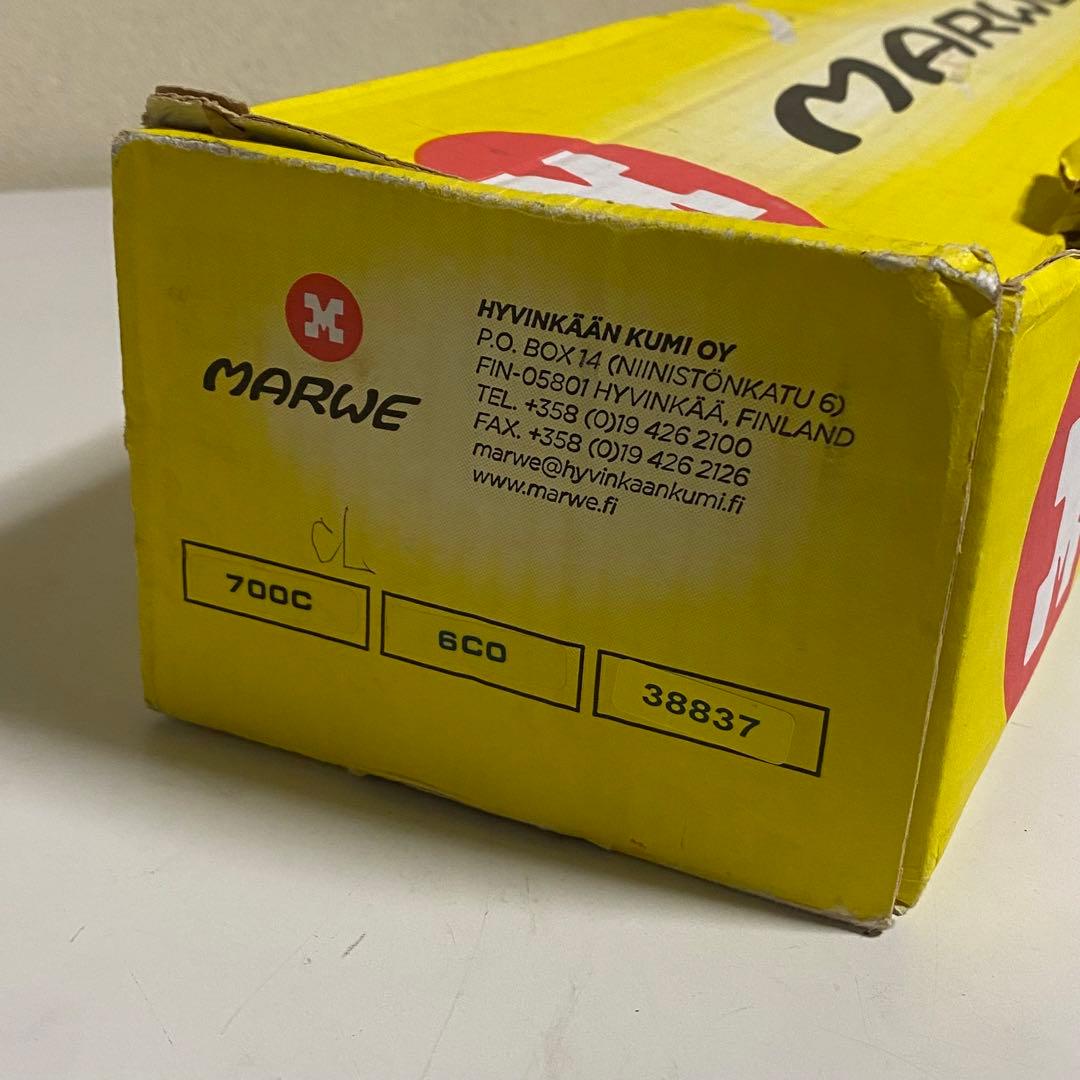 MARWE
MARWE
HYVINKÄÄN KUMI OY
P.O. BOX 14 (NIINISTÖNKATU 6)
FIN-05801 HYVINKÄÄ, FINLAND
TEL. +358 (0)19 426 2100
FAX. +358 (0)19 426 2126
marwe@hyvinkaankumi.fi
www.marwe.fi
CL
700C
6C0
38837